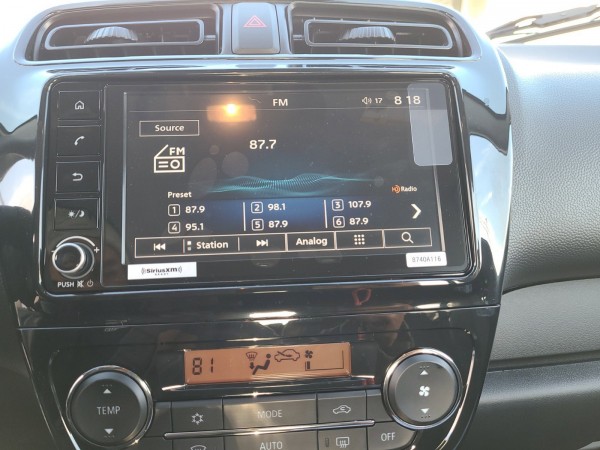 FM 17 8 18
Source
87.7
FM
HD Radio
Preset
1 87.9 2 98.1 3 107.9
4 95.1 5 87.9 6 87.9
Station Analog
PUSH
SiriusXM
87406118
81
TEMP
MODE
AUTO
OFF